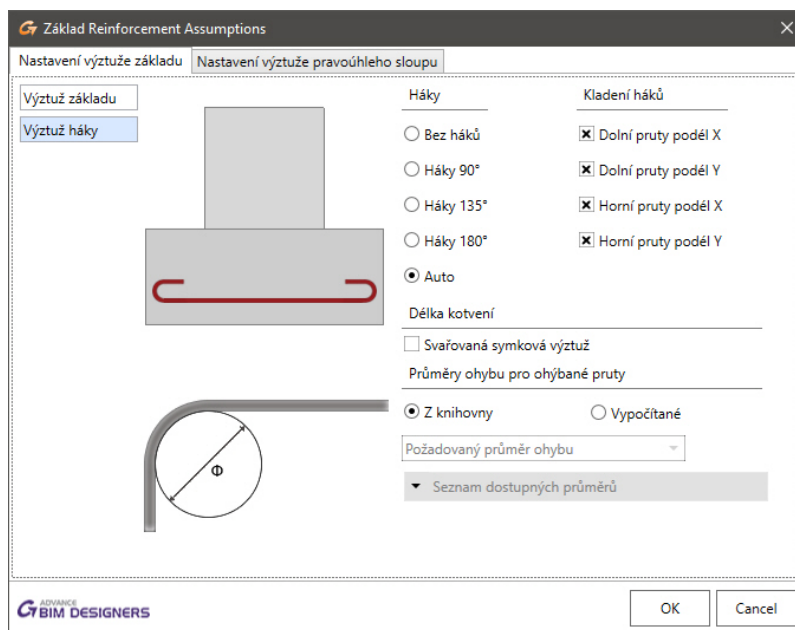 Základ Reinforcement Assumptions
Nastavení výztuže základu
Nastavení výztuže pravoúhleho sloupu
Výztuž základu
Výztuž háky
Háky
Bez háků
Háky 90°
Háky 135°
Háky 180°
Auto
Kladení háků
Dolní pruty podél X
Dolní pruty podél Y
Horní pruty podél X
Horní pruty podél Y
Délka kotvení
Svařovaná symková výztuž
Průměry ohybu pro ohýbané pruty
Z knihovny
Vypočítané
Požadovaný průměr ohybu
Seznam dostupných průměrů
Φ
ADVANCE
BIM DESIGNERS
OK
Cancel